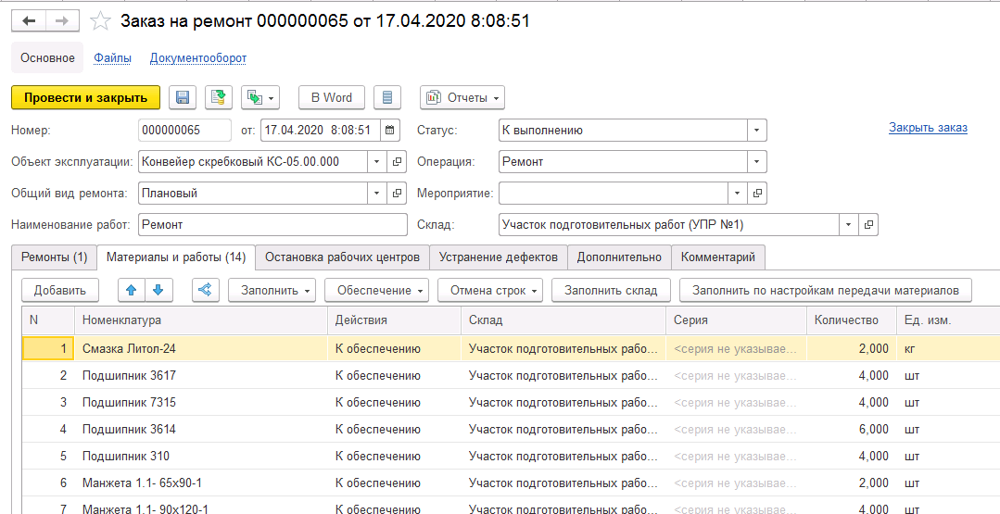 Заказ на ремонт 000000065 от 17.04.2020 8:08:51
Основное Файлы Документооборот
Провести и закрыть В Word Отчеты
Номер: 000000065 от: 17.04.2020 8:08:51 Статус: К выполнению Закрыть заказ
Объект эксплуатации: Конвейер скребковый КС-05.00.000 Операция: Ремонт
Общий вид ремонта: Плановый Мероприятие:
Наименование работ: Ремонт Склад: Участок подготовительных работ (УПР №1)
Ремонты (1) Материалы и работы (14) Остановка рабочих центров Устранение дефектов Дополнительно Комментарий
Добавить Заполнить Обеспечение Отмена строк Заполнить склад Заполнить по настройкам передачи материалов
N Номенклатура Действия Склад Серия Количество Ед. изм.
1 Смазка Литол-24 К обеспечению Участок подготовительных рабо... <серия не указывае... 2,000 кг
2 Подшипник 3617 К обеспечению Участок подготовительных рабо... <серия не указывае... 4,000 шт
3 Подшипник 7315 К обеспечению Участок подготовительных рабо... <серия не указывае... 4,000 шт
4 Подшипник 3614 К обеспечению Участок подготовительных рабо... <серия не указывае... 6,000 шт
5 Подшипник 310 К обеспечению Участок подготовительных рабо... <серия не указывае... 4,000 шт
6 Манжета 1.1- 65х90-1 К обеспечению Участок подготовительных рабо... <серия не указывае... 2,000 шт
7 Манжета 1.1- 90х120-1 К обеспечению Участок подготовительных рабо... <серия не указывае... 4,000 шт